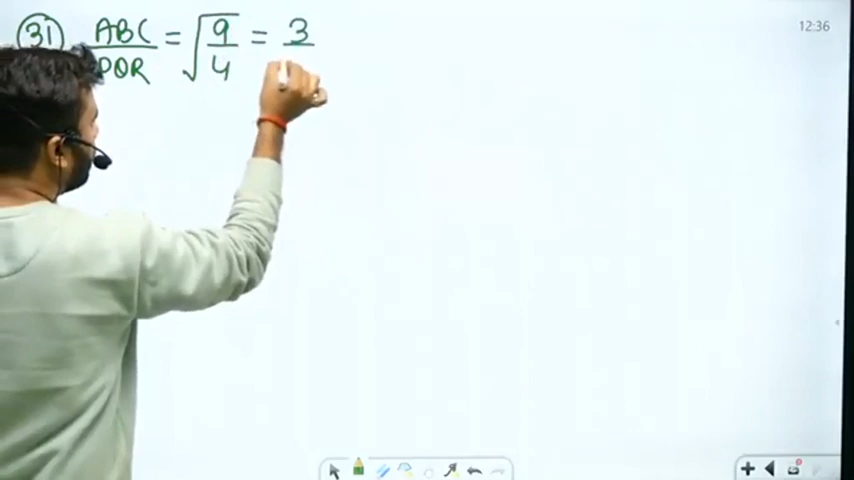 12:36
(31) ABC/PQR = √9/4 = 3/